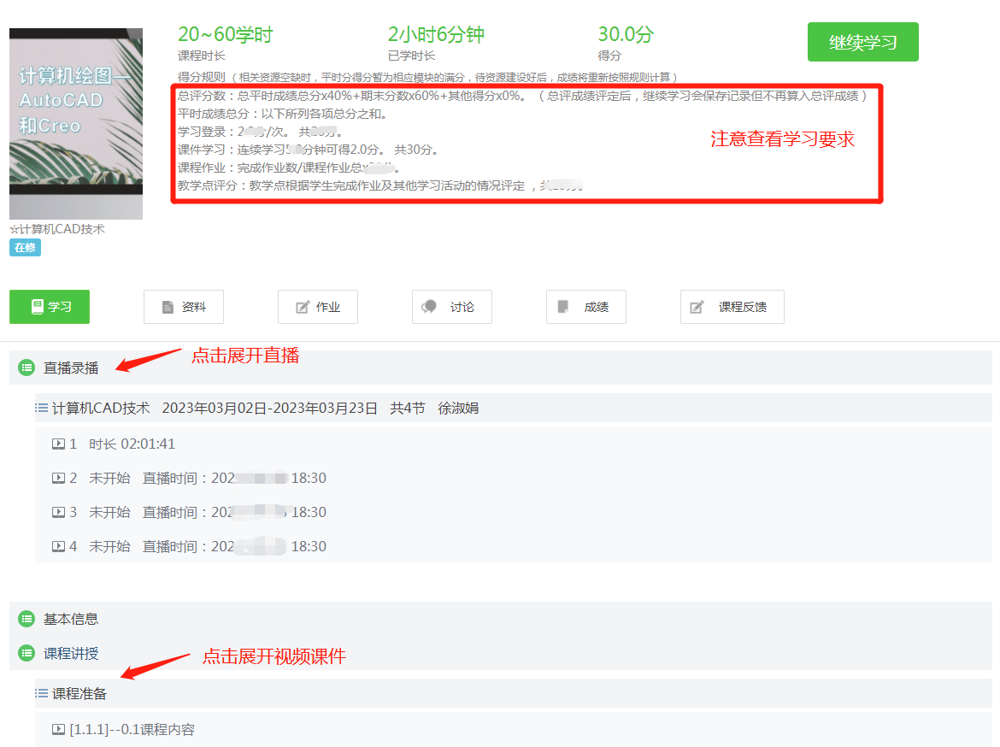 计算机绘图—
AutoCAD
和Creo
☆计算机CAD技术
在修
20~60学时
课程时长
2小时6分钟
已学时长
30.0分
得分
继续学习
得分规则 （ 相关资源空缺时，平时分得分暂为相应模块的满分，待资源建设好后，成绩将重新按照规则计算 ）
总评分数：总平时成绩总分x40%+期末分数x60%+其他得分x0%。 （ 总评成绩评定后，继续学习会保存记录但不再算入总评成绩 ）
平时成绩总分：以下所列各项总分之和。
学习登录：2 分/次。 共 分。
课件学习：连续学习 分钟可得2.0分。 共30分。
课程作业：完成作业数/课程作业总x 。
教学点评分：教学点根据学生完成作业及其他学习活动的情况评定 ，共 分。
注意查看学习要求
学习
资料
作业
讨论
成绩
课程反馈
直播录播
点击展开直播
计算机CAD技术 2023年03月02日-2023年03月23日 共4节 徐淑娟
1 时长 02:01:41
2 未开始 直播时间：202 18:30
3 未开始 直播时间：202 18:30
4 未开始 直播时间：202 18:30
基本信息
课程讲授
点击展开视频课件
课程准备
[1.1.1]--0.1课程内容